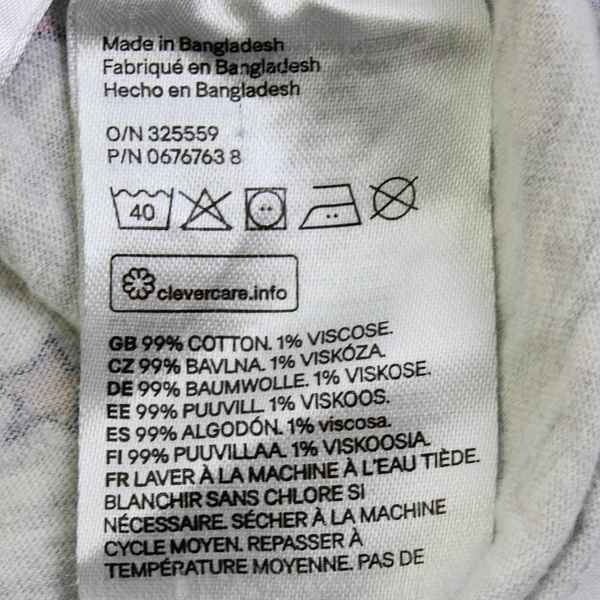 Made in Bangladesh
Fabriqué en Bangladesh
Hecho en Bangladesh
O/N 325559
P/N 0676763 8
40
clevercare.info
GB 99% COTTON. 1% VISCOSE.
CZ 99% BAVLNA. 1% VISKÓZA.
DE 99% BAUMWOLLE. 1% VISKOSE.
EE 99% PUUVILL. 1% VISKOOS.
ES 99% ALGODÓN. 1% viscosa.
FI 99% PUUVILLAA. 1% VISKOOSIA.
FR LAVER À LA MACHINE À L'EAU TIÈDE.
BLANCHIR SANS CHLORE SI
NÉCESSAIRE. SÉCHER À LA MACHINE
CYCLE MOYEN. REPASSER À
TEMPÉRATURE MOYENNE. PAS DE